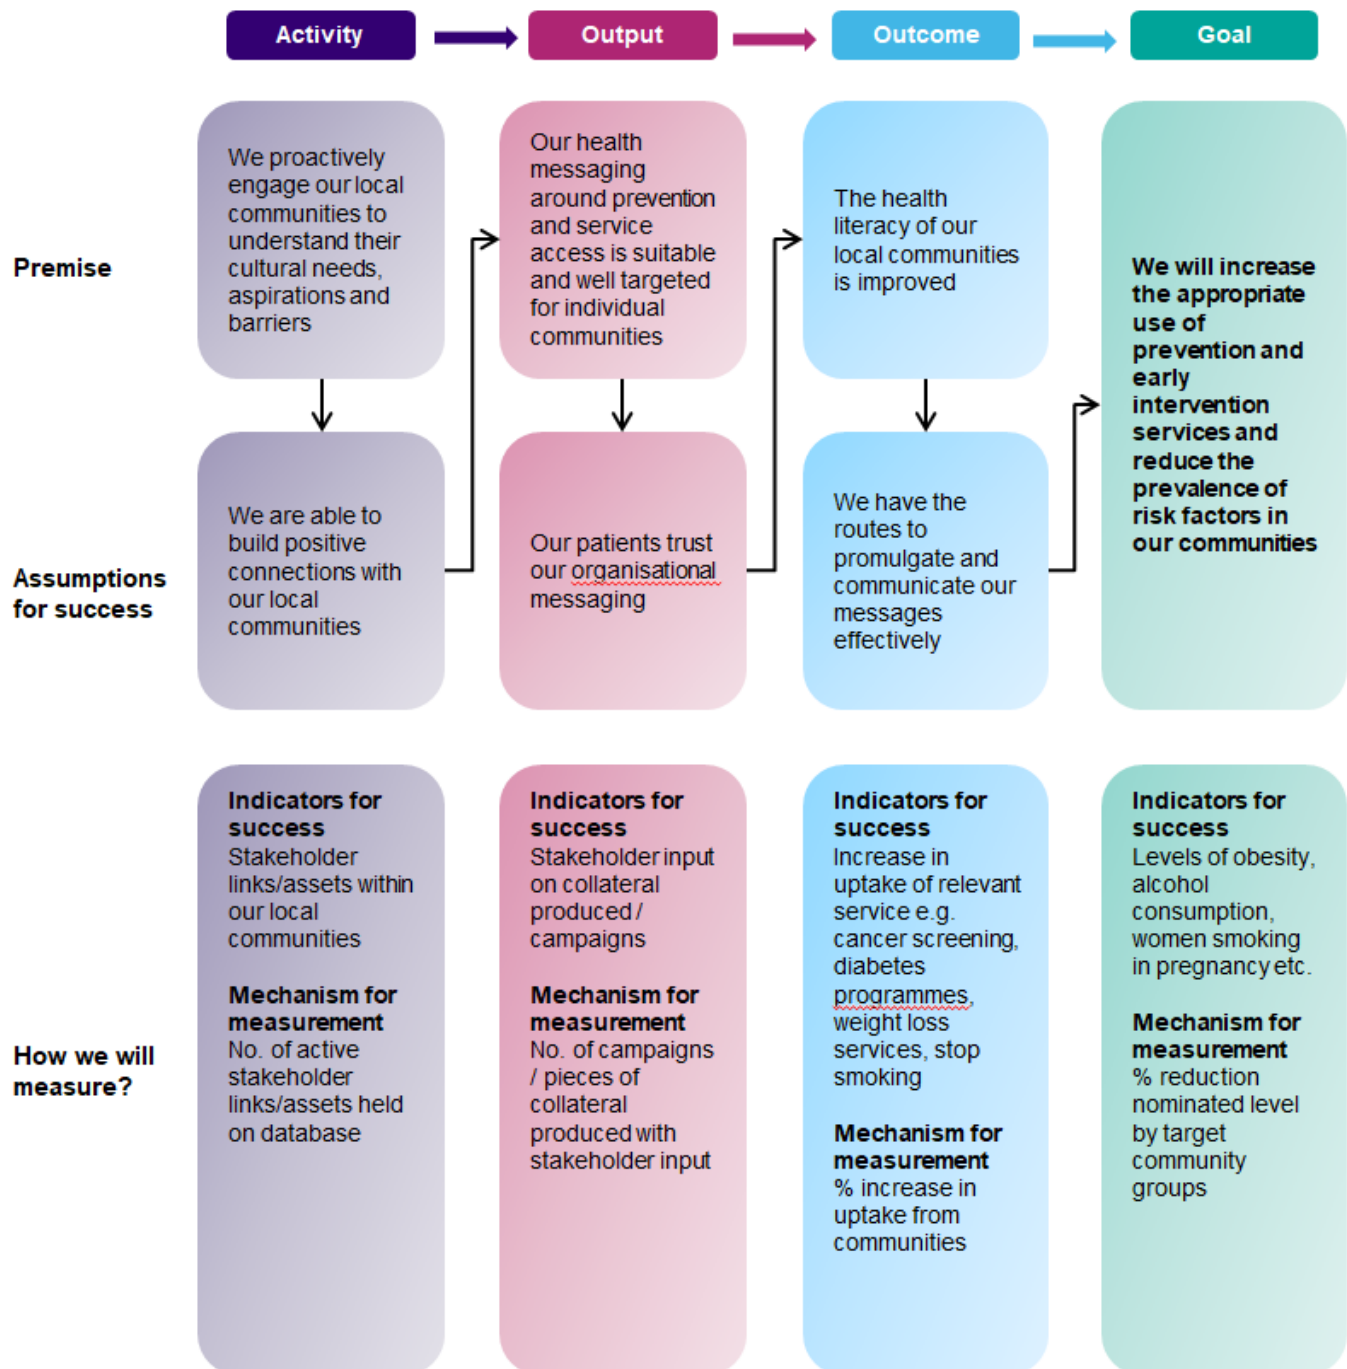 Activity
Output
Outcome
Goal
Premise
We proactively
engage our local
communities to
understand their
cultural needs,
aspirations and
barriers
Our health
messaging
around prevention
and service
access is suitable
and well targeted
for individual
communities
The health
literacy of our
local communities
is improved
We will increase
the appropriate
use of
prevention and
early
intervention
services and
reduce the
prevalence of
risk factors in
our communities
Assumptions
for success
We are able to
build positive
connections with
our local
communities
Our patients trust
our organisational
messaging
We have the
routes to
promulgate and
communicate our
messages
effectively
How we will
measure?
Indicators for
success
Stakeholder
links/assets within
our local
communities
Mechanism for
measurement
No. of active
stakeholder
links/assets held
on database
Indicators for
success
Stakeholder input
on collateral
produced /
campaigns
Mechanism for
measurement
No. of campaigns
/ pieces of
collateral
produced with
stakeholder input
Indicators for
success
Increase in
uptake of relevant
service e.g.
cancer screening,
diabetes
programmes,
weight loss
services, stop
smoking
Mechanism for
measurement
% increase in
uptake from
communities
Indicators for
success
Levels of obesity,
alcohol
consumption,
women smoking
in pregnancy etc.
Mechanism for
measurement
% reduction
nominated level
by target
community
groups